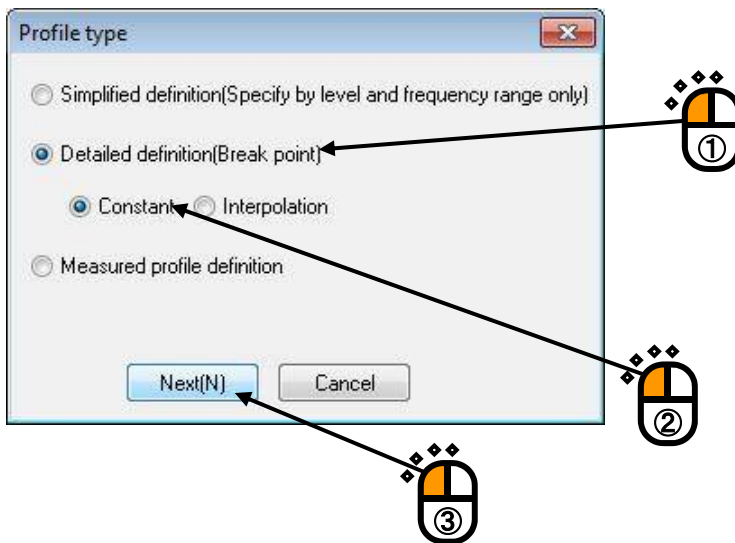 Profile type
Simplified definition(Specify by level and frequency range only)
①
Detailed definition(Break point)
Constant Interpolation
Measured profile definition
Next(N) Cancel
②
③